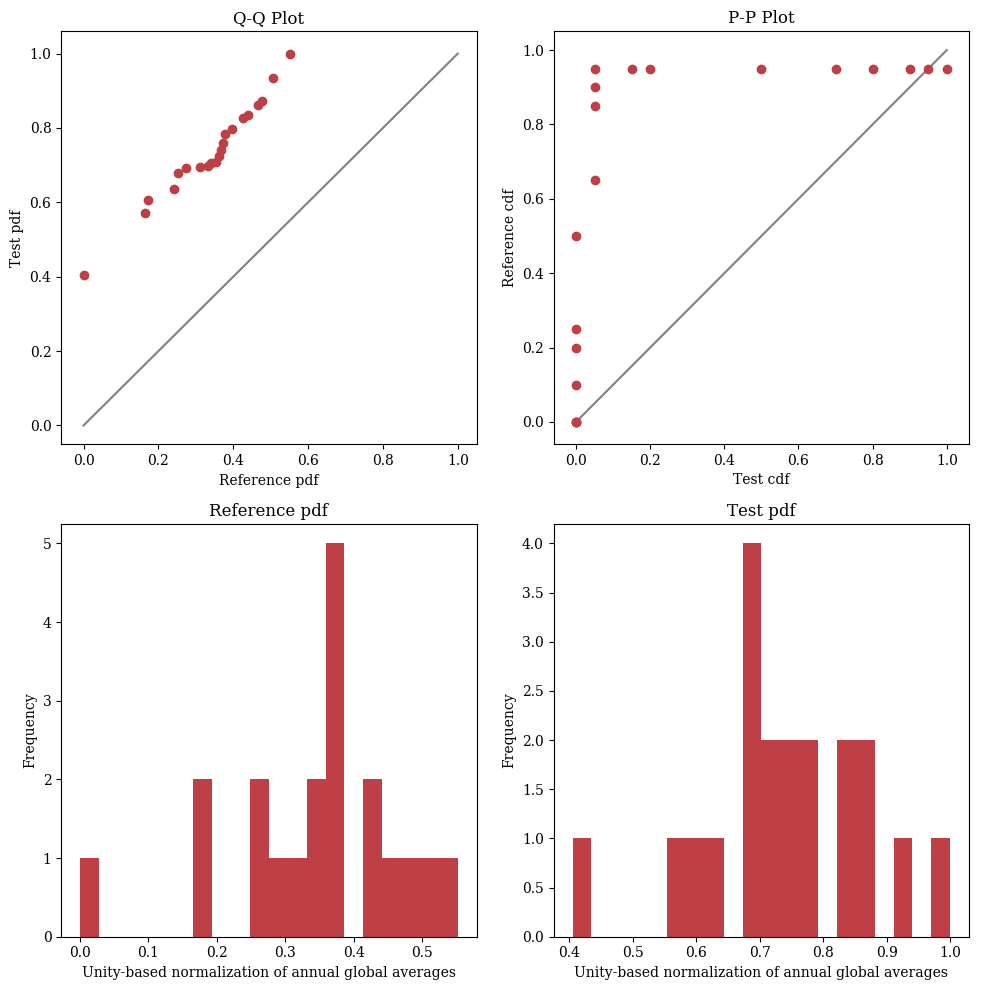 Q-Q Plot
1.0
0.8
0.6
0.4
0.2
0.0
Test pdf
0.0 0.2 0.4 0.6 0.8 1.0
Reference pdf
P-P Plot
1.0
0.8
0.6
0.4
0.2
0.0
Reference cdf
0.0 0.2 0.4 0.6 0.8 1.0
Test cdf
Reference pdf
5
4
3
2
1
0
Frequency
0.0 0.1 0.2 0.3 0.4 0.5
Unity-based normalization of annual global averages
Test pdf
4.0
3.5
3.0
2.5
2.0
1.5
1.0
0.5
0.0
Frequency
0.4 0.5 0.6 0.7 0.8 0.9 1.0
Unity-based normalization of annual global averages